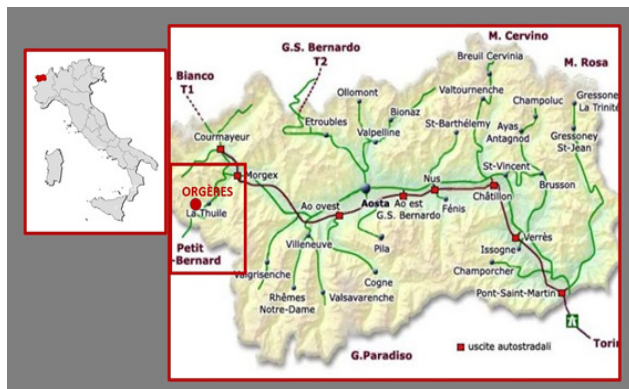 M. Cervino
G.S. Bernardo
T2
Breuil Cervinia
M. Rosa
Bianco
T1
Ollomont
Valtournenche
Gressoney
La Trinité
Champoluc
Bionaz
Etroubles
St-Barthélemy
Ayas
Antagnod
Valpelline
Gressoney
St-Jean
Courmayeur
Morgex
St-Vincent
Nus
Brusson
ORGÈRES
Aosta
Châtillon
La Thuile
Ao ovest
Ao est
G.S. Bernardo
Fénis
Petit
-Bernard
Villeneuve
Pila
Verrès
Issogne
Valgrisenche
Champorcher
Cogne
Rhêmes
Notre-Dame
Valsavarenche
Pont-Saint-Martin
Torin
G.Paradiso
uscite autostradali